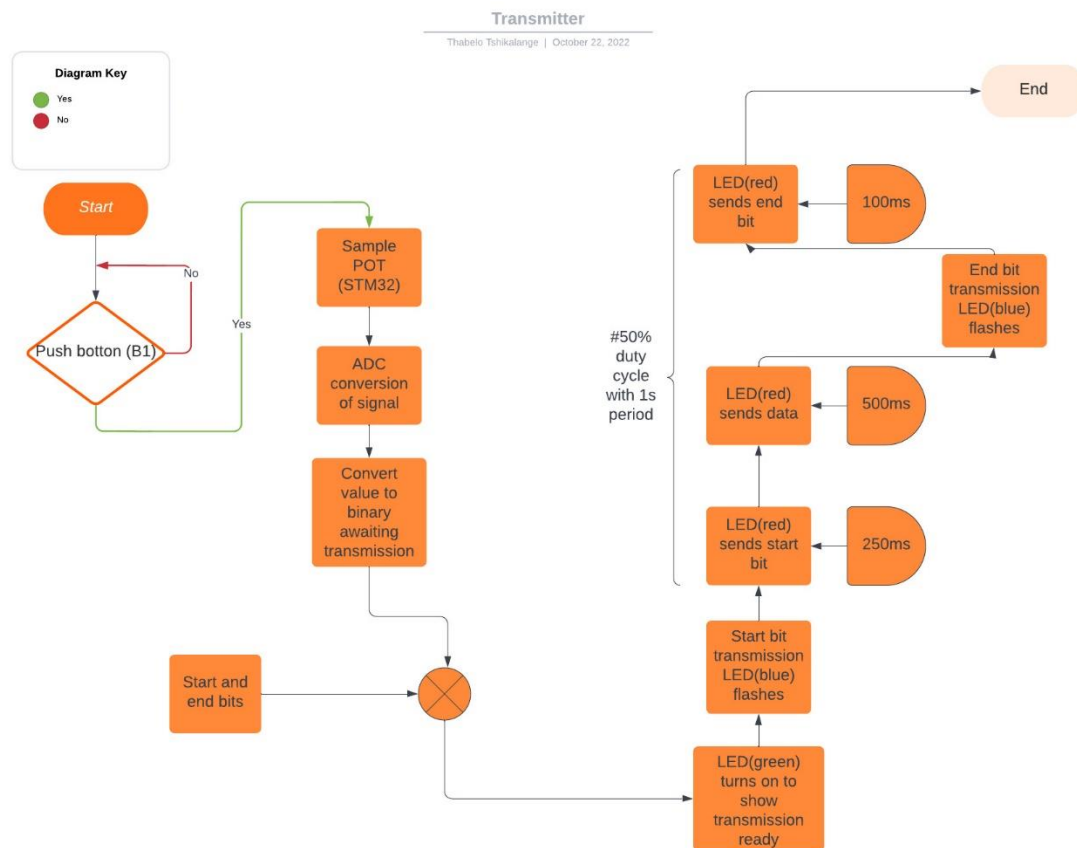 Transmitter
Thabelo Tshikalange | October 22, 2022
Diagram Key
Yes
No
Start
No
Push botton (B1)
Yes
Sample
POT
(STM32)
ADC
conversion
of signal
Convert
value to
binary
awaiting
transmission
Start and
end bits
LED(green)
turns on to
show
transmission
ready
Start bit
transmission
LED(blue)
flashes
LED(red)
sends start
bit
250ms
#50%
duty
cycle
with 1s
period
LED(red)
sends data
500ms
End bit
transmission
LED(blue)
flashes
LED(red)
sends end
bit
100ms
End